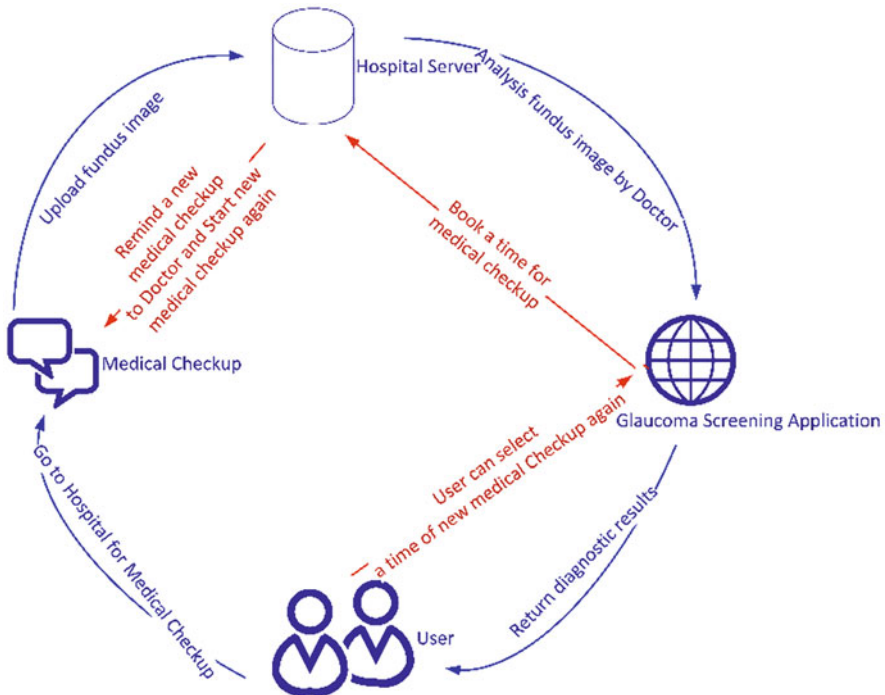 Hospital Server
Upload fundus image
Analysis fundus image by Doctor
Remind a new
medical checkup
to Doctor and Start new
medical checkup again
Book a time for
medical checkup
Medical Checkup
Glaucoma Screening Application
User can select
a time of new medical Checkup again
Go to Hospital for Medical Checkup
Return diagnostic results
User